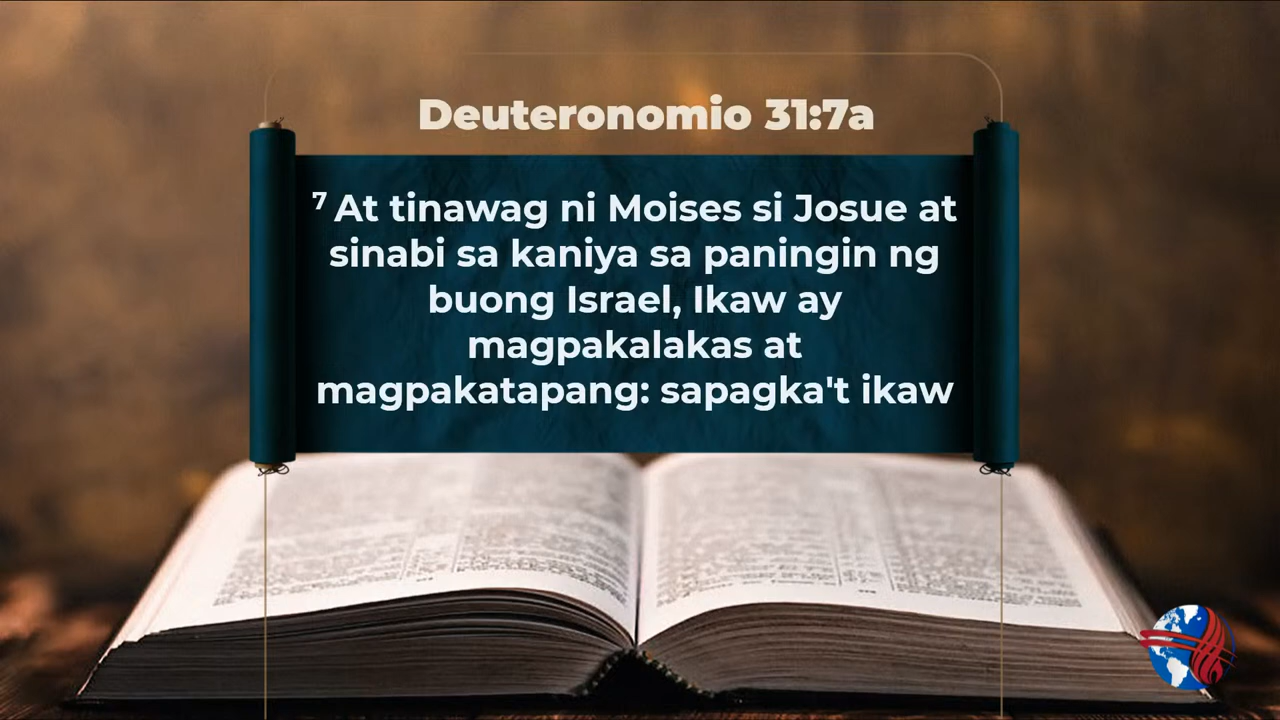 Deuteronomio 31:7a
⁷ At tinawag ni Moises si Josue at
sinabi sa kaniya sa paningin ng
buong Israel, Ikaw ay
magpakalakas at
magpakatapang: sapagka't ikaw